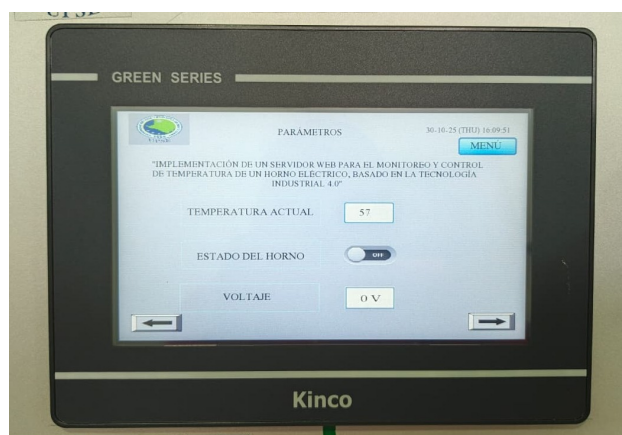 GREEN SERIES
PARÁMETROS
30-10-25 (THU) 16:09:51
MENÚ
"IMPLEMENTACIÓN DE UN SERVIDOR WEB PARA EL MONITOREO Y CONTROL
DE TEMPERATURA DE UN HORNO ELÉCTRICO, BASADO EN LA TECNOLOGÍA
INDUSTRIAL 4.0"
TEMPERATURA ACTUAL 57
ESTADO DEL HORNO OFF
VOLTAJE 0 V
Kinco